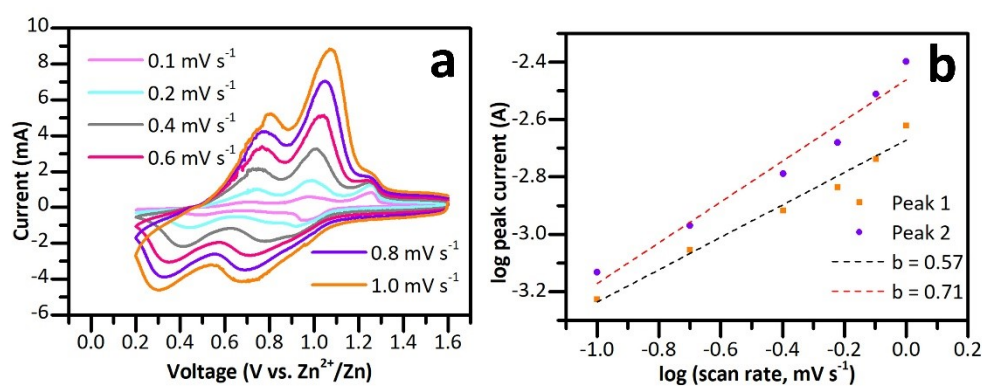 a
10
8
6
4
2
0
-2
-4
-6
Current (mA)
0.1 mV s⁻¹
0.2 mV s⁻¹
0.4 mV s⁻¹
0.6 mV s⁻¹
0.8 mV s⁻¹
1.0 mV s⁻¹
0.0 0.2 0.4 0.6 0.8 1.0 1.2 1.4 1.6
Voltage (V vs. Zn²⁺/Zn)
b
-2.4
-2.6
-2.8
-3.0
-3.2
log peak current (A)
Peak 1
Peak 2
b = 0.57
b = 0.71
-1.0 -0.8 -0.6 -0.4 -0.2 0.0 0.2
log (scan rate, mV s⁻¹)